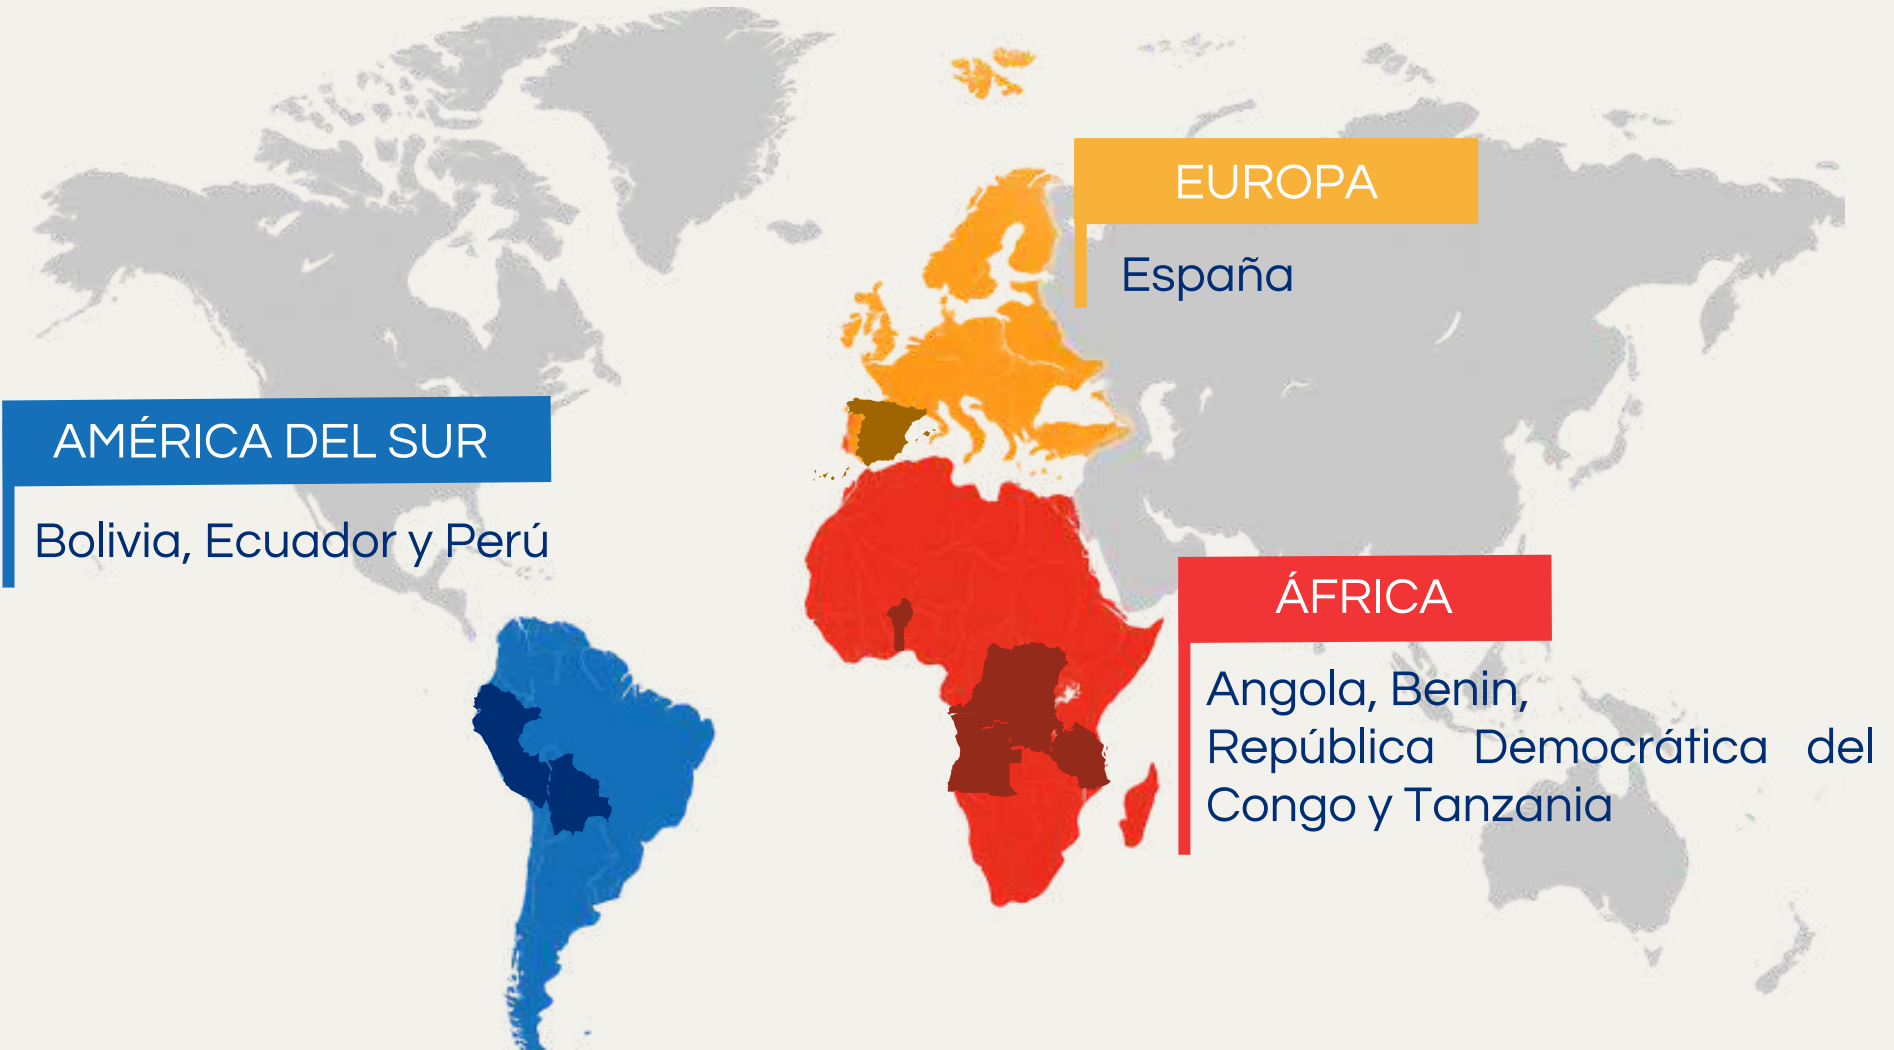 EUROPA
España
AMÉRICA DEL SUR
Bolivia, Ecuador y Perú
ÁFRICA
Angola, Benin,
República Democrática del
Congo y Tanzania